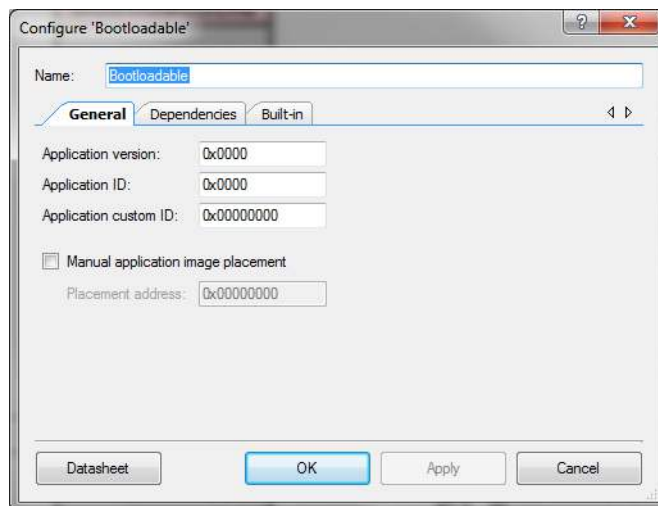 Configure 'Bootloadable'
Name: Bootloadable
General Dependencies Built-in
Application version: 0x0000
Application ID: 0x0000
Application custom ID: 0x00000000
Manual application image placement
Placement address: 0x00000000
Datasheet OK Apply Cancel